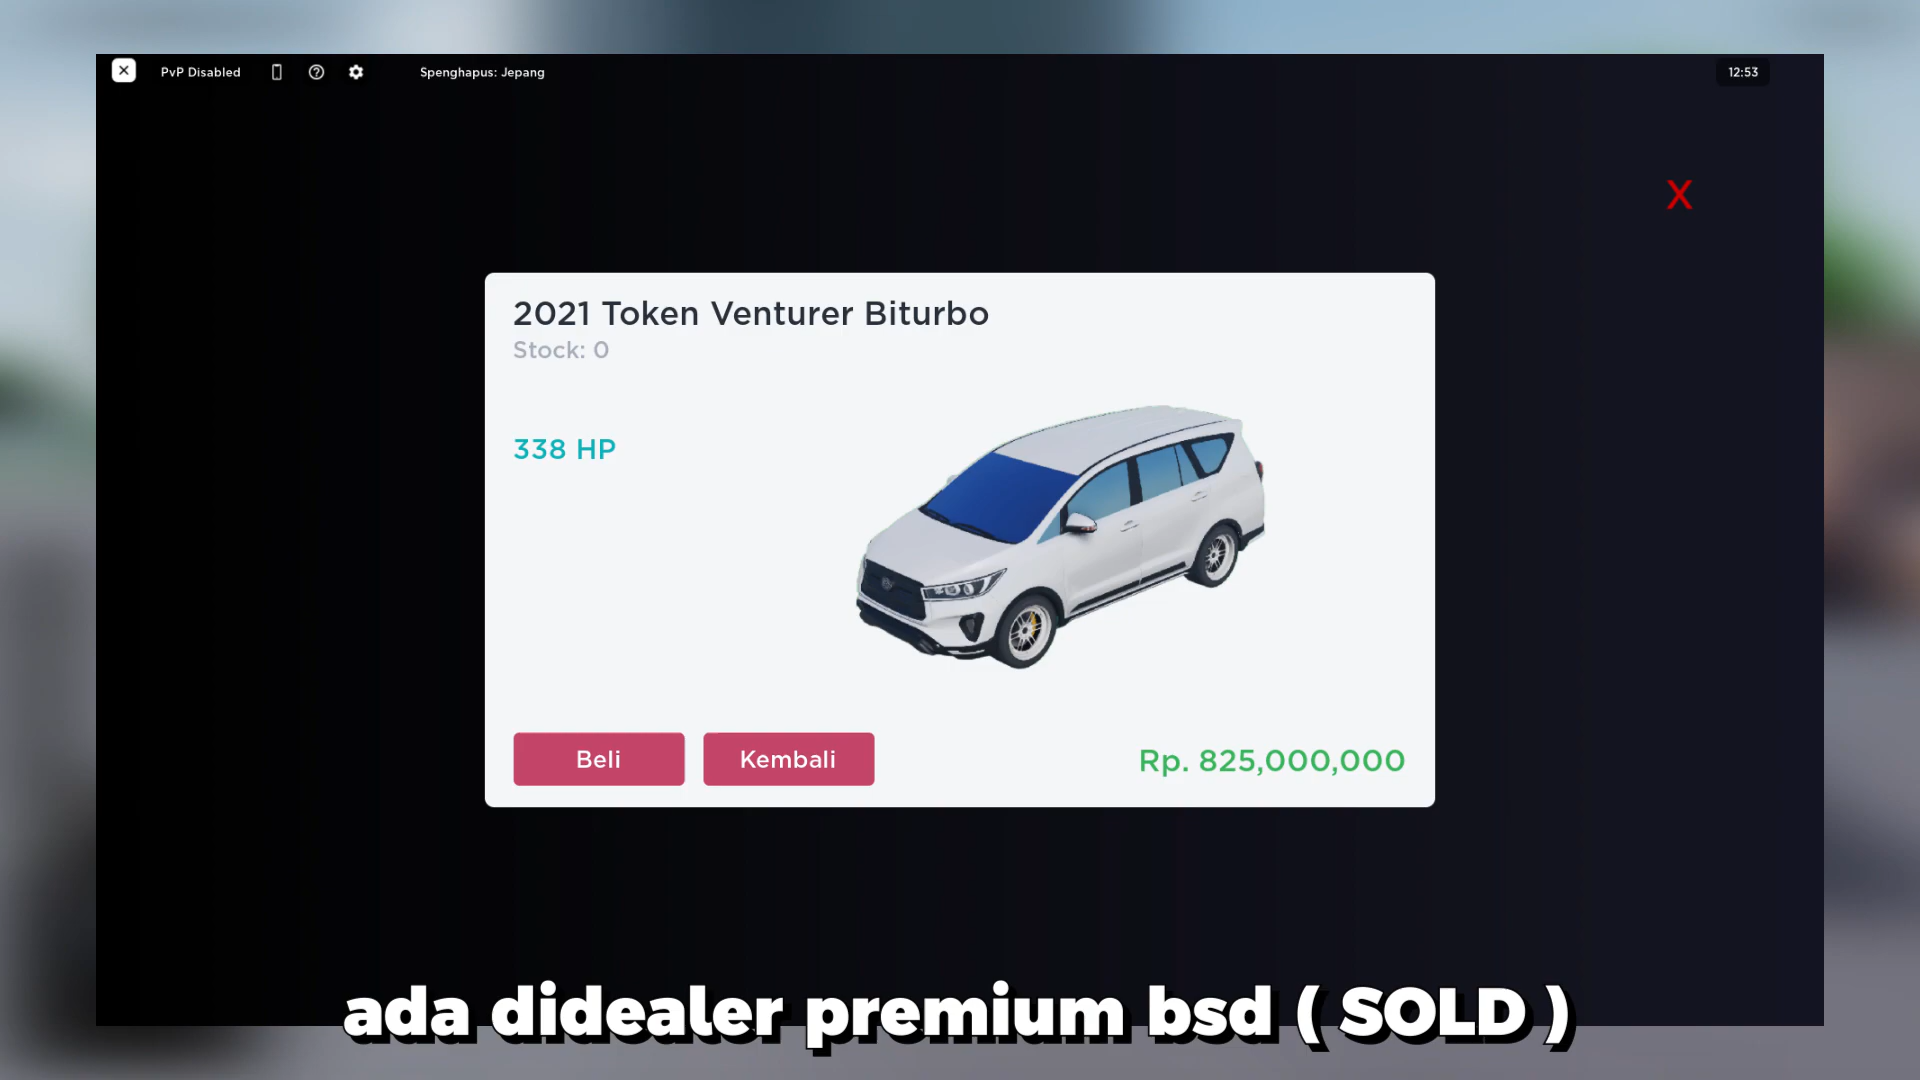 PvP Disabled
Spenghapus: Jepang
12:53
X
2021 Token Venturer Biturbo
Stock: 0
338 HP
Beli
Kembali
Rp. 825,000,000
ada didealer premium bsd ( SOLD )